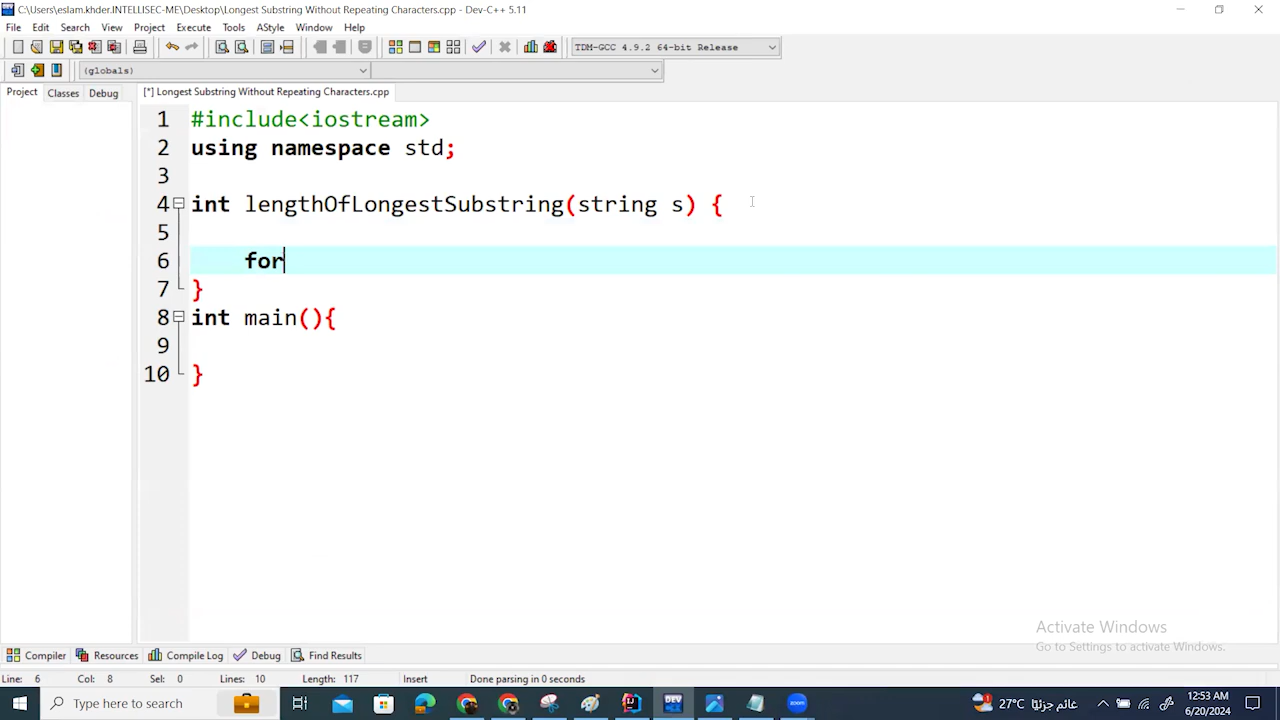 C:\Users\eslam.khder.INTELLISEC-ME\Desktop\Longest Substring Without Repeating Characters.cpp - Dev-C++ 5.11
File Edit Search View Project Execute Tools AStyle Window Help
TDM-GCC 4.9.2 64-bit Release
(globals)
Project Classes Debug
[*] Longest Substring Without Repeating Characters.cpp
1 #include<iostream>
2 using namespace std;
3
4 int lengthOfLongestSubstring(string s) {
5
6 for
7 }
8 int main(){
9
10 }
Activate Windows
Go to Settings to activate Windows.
Compiler Resources Compile Log Debug Find Results
Line: 6 Col: 8 Sel: 0 Lines: 10 Length: 117 Insert Done parsing in 0 seconds
Type here to search
DEV
zoom
27°C غائم جزئيًا
12:53 AM
6/20/2024